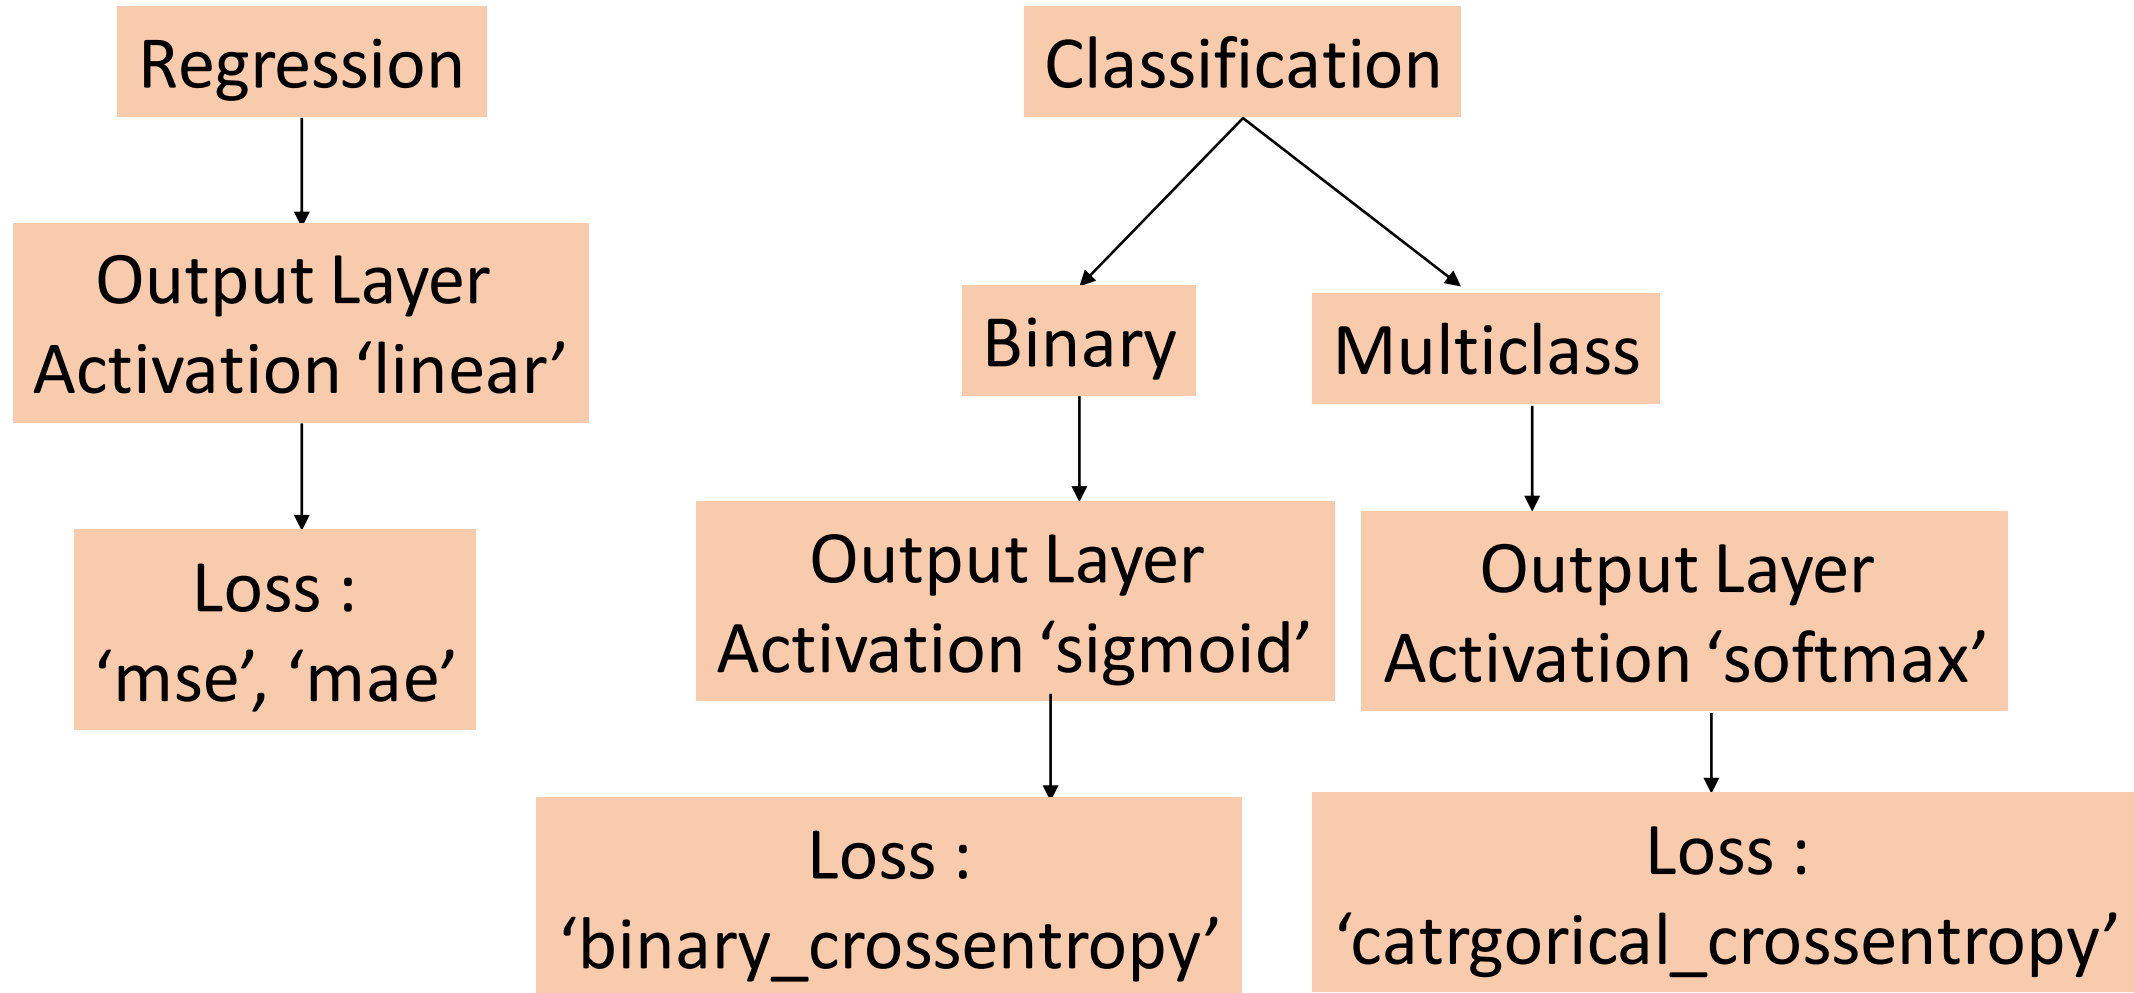 Regression
Output Layer
Activation ‘linear’
Loss :
‘mse’, ‘mae’
Classification
Binary
Output Layer
Activation ‘sigmoid’
Loss :
‘binary_crossentropy’
Multiclass
Output Layer
Activation ‘softmax’
Loss :
‘catrgorical_crossentropy’